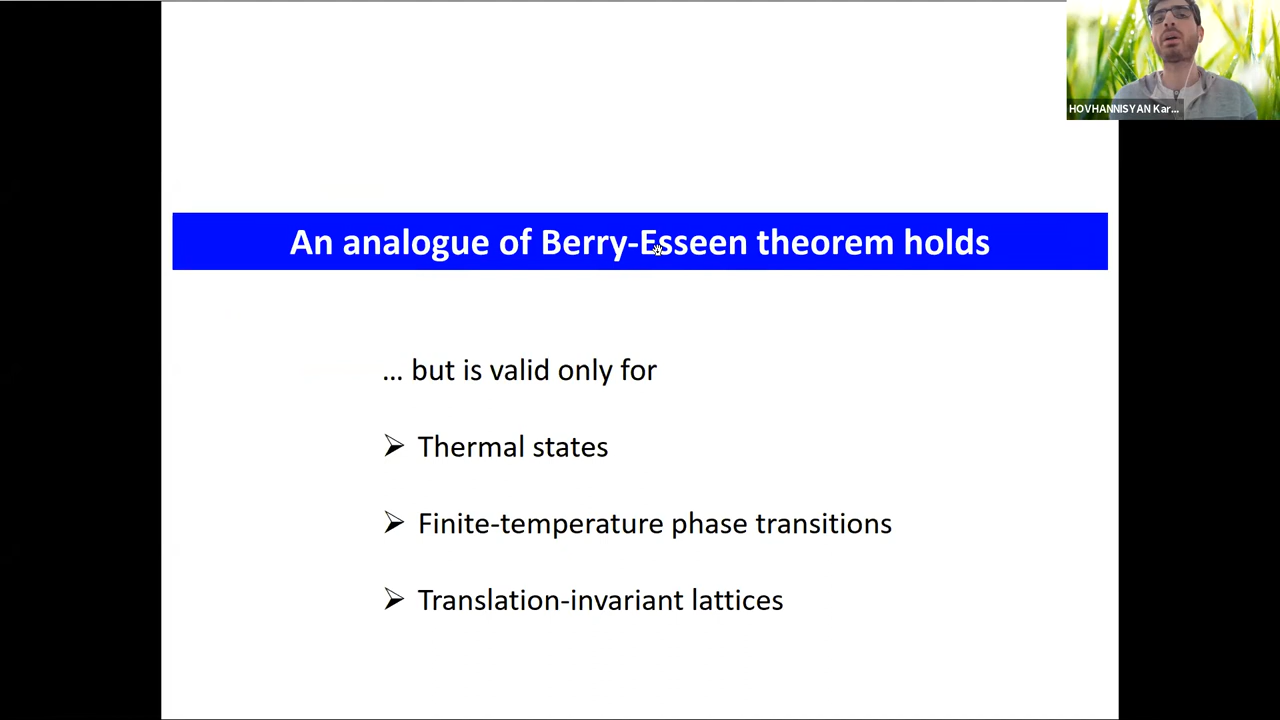 HOVHANNISYAN Kar...
An analogue of Berry-Esseen theorem holds
... but is valid only for
➢ Thermal states
➢ Finite-temperature phase transitions
➢ Translation-invariant lattices